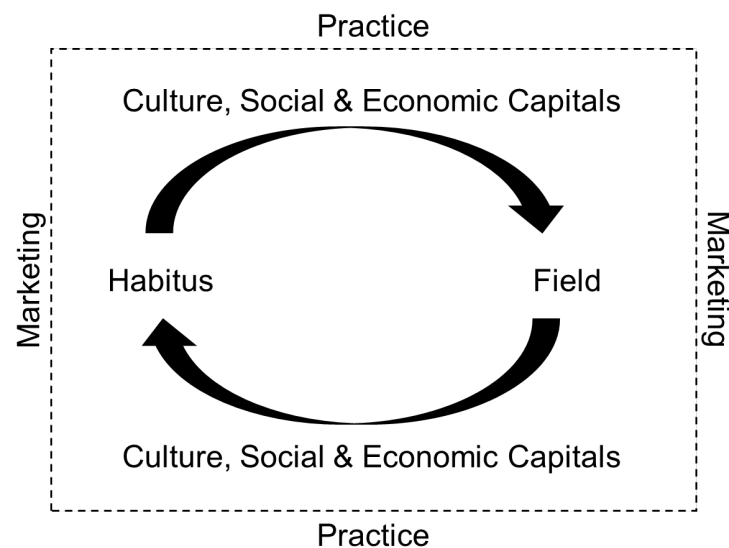 Practice
Culture, Social & Economic Capitals
Marketing
Marketing
Habitus
Field
Culture, Social & Economic Capitals
Practice